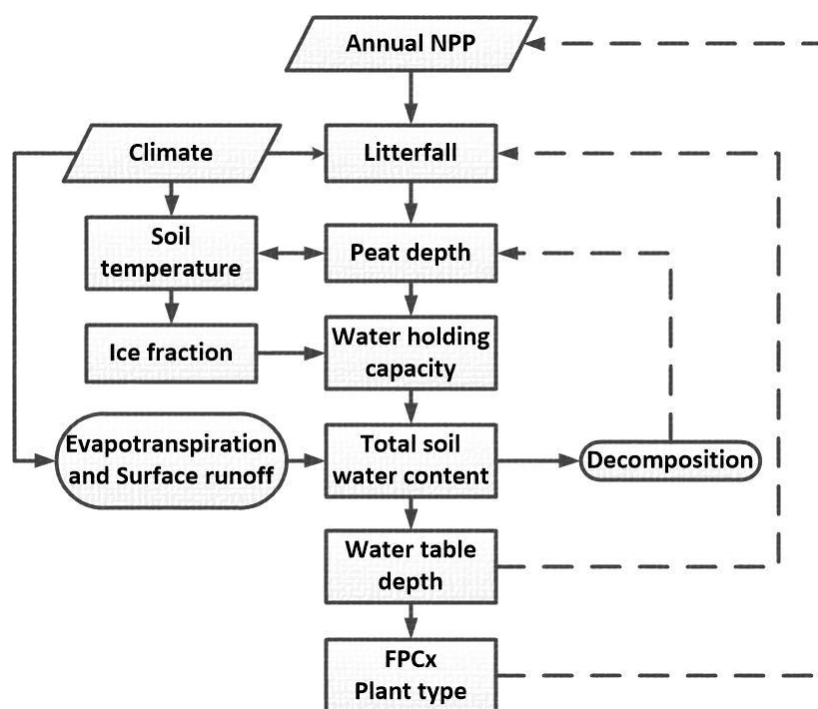 Annual NPP
Climate
Litterfall
Soil
temperature
Peat depth
Ice fraction
Water holding
capacity
Evapotranspiration
and Surface runoff
Total soil
water content
Decomposition
Water table
depth
FPCx
Plant type